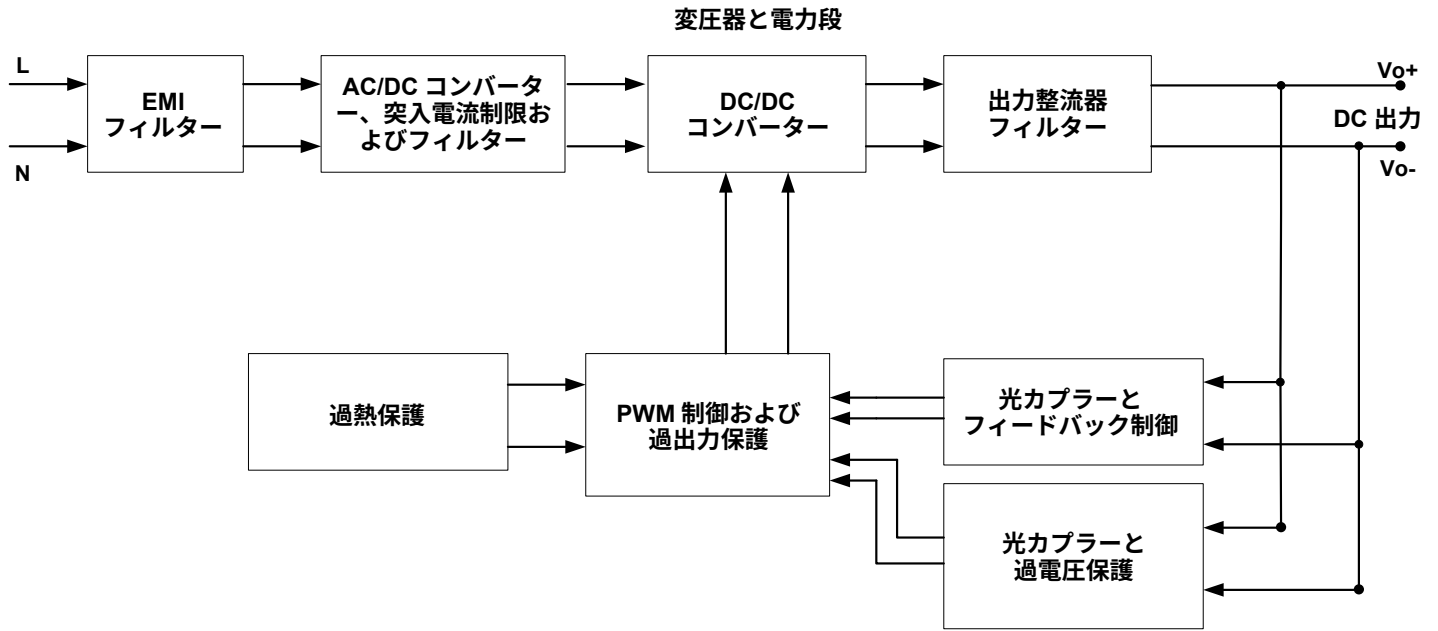 変圧器と電力段
L
N
EMI
フィルター
AC/DC コンバータ
ー、突入電流制限お
よびフィルター
DC/DC
コンバーター
出力整流器
フィルター
Vo+
DC 出力
Vo-
過熱保護
PWM 制御および
過出力保護
光カプラーと
フィードバック制御
光カプラーと
過電圧保護